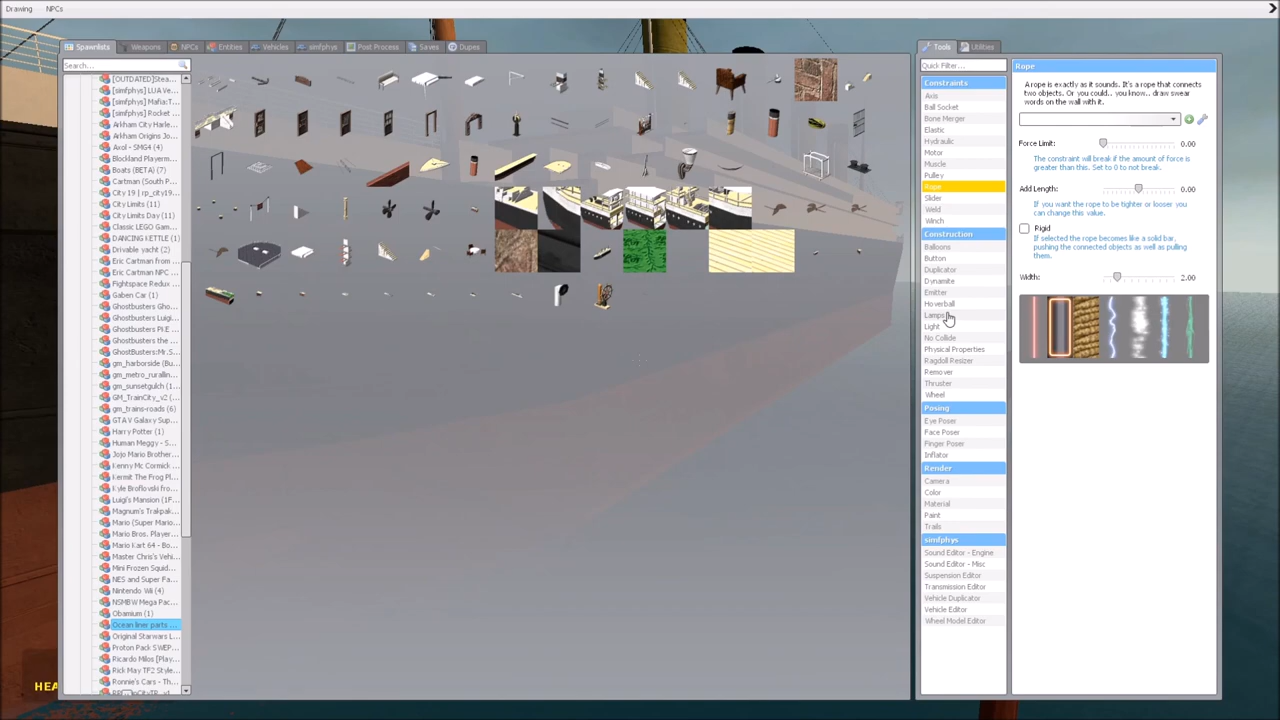 Drawing NPCs
Spawnlists Weapons NPCs Entities Vehicles simfphys Post Process Saves Dupes
Search...
[OUTDATED]Stea...
[simfphys] LUA Ve...
[simfphys] Mafia:T...
[simfphys] Rocket ...
Arkham City Harle...
Arkham Origins Jo...
Axol - SMG4 (1)
Blockland Playerm...
Boats (BETA) (7)
Cartman (South P...
City 19 | rp_city19...
City Limits (11)
City Limits Day (11)
Classic LEGO Gam...
DANCING KETTLE (1)
Drivable yacht (2)
Eric Cartman from ...
Eric Cartman NPC ...
Fightspace Redux ...
Gaben Car (1)
Ghostbusters Gho...
Ghostbusters Luigi...
Ghostbusters PkE ...
Ghostbusters the ...
GhostBusters:Mr.S...
gm_harborside (Bu...
gm_metro_rurallin...
gm_sunsetgulch (1...
GM_TrainCity_v2 (...
gm_trains-roads (6)
GTA V Galaxy Sup...
Harry Potter (1)
Human Meggy - S...
Jojo Mario Brother...
Kenny Mc Cormick ...
Kermit The Frog Pl...
Kyle Broflovski fro...
Luigi's Mansion (1F...
Magnum's Trakpak...
Mario (Super Mario...
Mario Bros. Player...
Mario Kart 64 - Bo...
Master Chris's Vehi...
Mini Frozen Squid...
NES and Super Fa...
Nintendo Wii (4)
NSMBW Mega Pac...
Obamium (1)
Ocean liner parts ...
Original Starwars L...
Proton Pack SWEP...
Ricardo Milos [Play...
Rick May TF2 Style...
Ronnie's Cars - Th...
HEA
Tools Utilities
Quick Filter...
Constraints
Axis
Ball Socket
Bone Merger
Elastic
Hydraulic
Motor
Muscle
Pulley
Rope
Slider
Weld
Winch
Construction
Balloons
Button
Duplicator
Dynamite
Emitter
Hoverball
Lamps
Light
No Collide
Physical Properties
Ragdoll Resizer
Remover
Thruster
Wheel
Posing
Eye Poser
Face Poser
Finger Poser
Inflator
Render
Camera
Color
Material
Paint
Trails
simfphys
Sound Editor - Engine
Sound Editor - Misc
Suspension Editor
Transmission Editor
Vehicle Duplicator
Vehicle Editor
Wheel Model Editor
Rope
A rope is exactly as it sounds. It's a rope that connects
two objects. Or you could.. you know.. draw swear
words on the wall with it.
Force Limit: 0.00
The constraint will break if the amount of force is
greater than this. Set to 0 to not break.
Add Length: 0.00
If you want the rope to be tighter or looser you
can change this value.
Rigid
If selected the rope becomes like a solid bar,
pushing the connected objects as well as pulling
them.
Width: 2.00